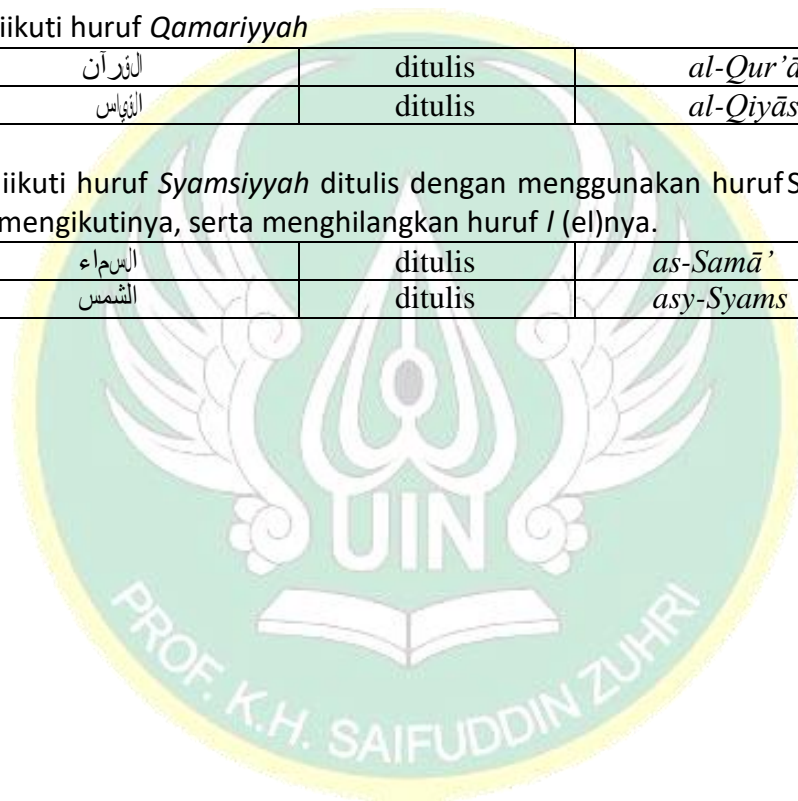 iikuti huruf Qamariyyah
القرآن ditulis al-Qur’ā
القياس ditulis al-Qiyās
iikuti huruf Syamsiyyah ditulis dengan menggunakan huruf S
mengikutinya, serta menghilangkan huruf l (el)nya.
السماء ditulis as-Samā’
الشمس ditulis asy-Syams
UIN
PROF. K.H. SAIFUDDIN ZUHRI